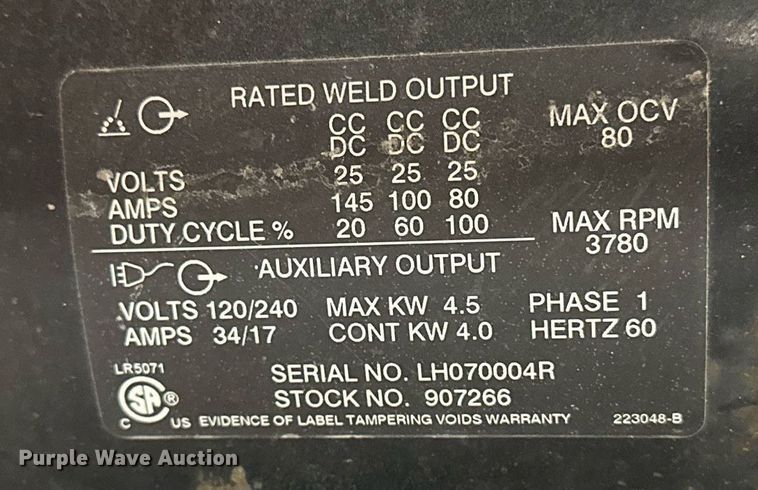 RATED WELD OUTPUT
CC CC CC
DC DC DC
MAX OCV
80
VOLTS 25 25 25
AMPS 145 100 80
DUTY CYCLE % 20 60 100
MAX RPM
3780
AUXILIARY OUTPUT
VOLTS 120/240 MAX KW 4.5 PHASE 1
AMPS 34/17 CONT KW 4.0 HERTZ 60
LR5071
SERIAL NO. LH070004R
STOCK NO. 907266
SA ®
C US EVIDENCE OF LABEL TAMPERING VOIDS WARRANTY 223048-B
Purple Wave Auction